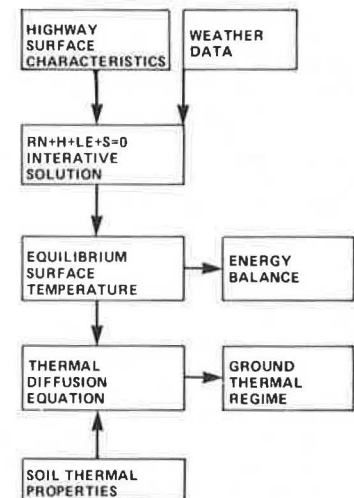 HIGHWAY
SURFACE
CHARACTERISTICS
WEATHER
DATA
RN+H+LE+S=0
INTERATIVE
SOLUTION
EQUILIBRIUM
SURFACE
TEMPERATURE
ENERGY
BALANCE
THERMAL
DIFFUSION
EQUATION
GROUND
THERMAL
REGIME
SOIL THERMAL
PROPERTIES